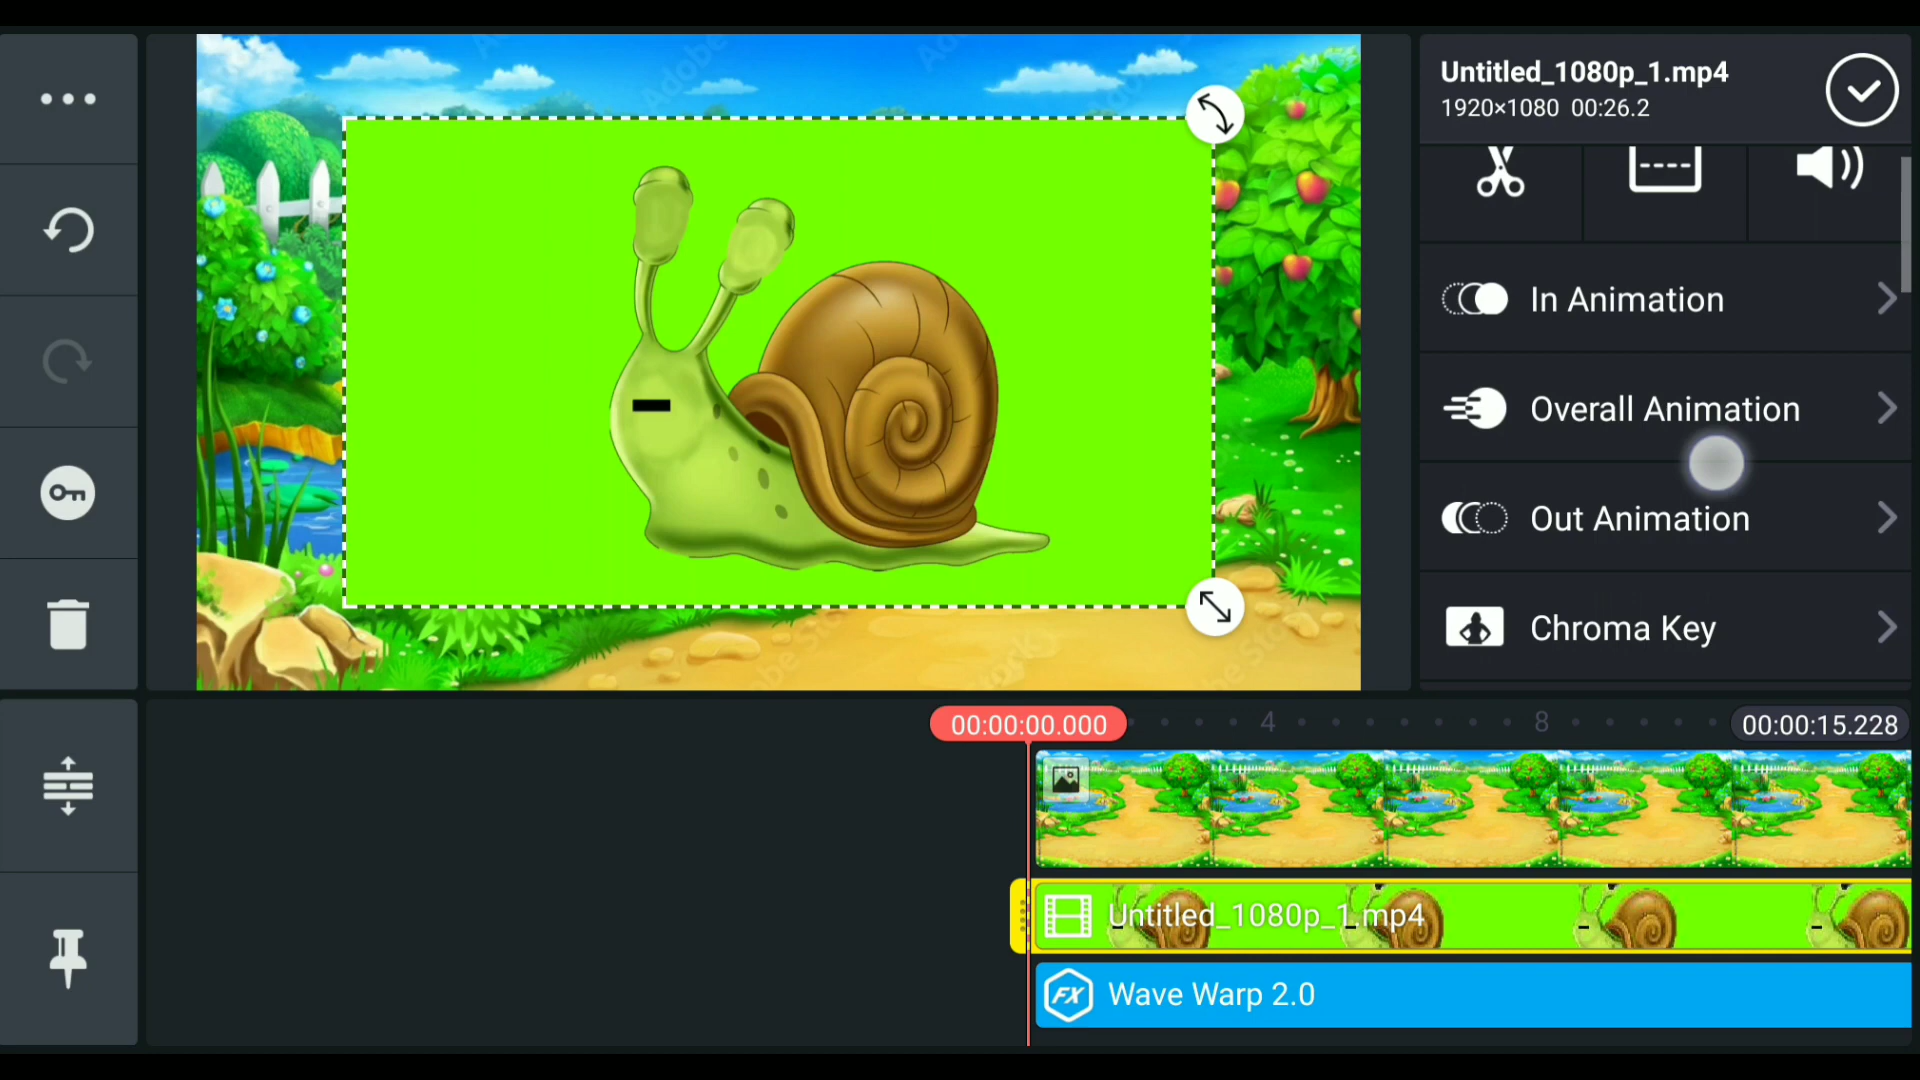 Untitled_1080p_1.mp4
1920×1080 00:26.2
In Animation
Overall Animation
Out Animation
Chroma Key
00:00:00.000
4
8
00:00:15.228
Untitled_1080p_1.mp4
FX
Wave Warp 2.0